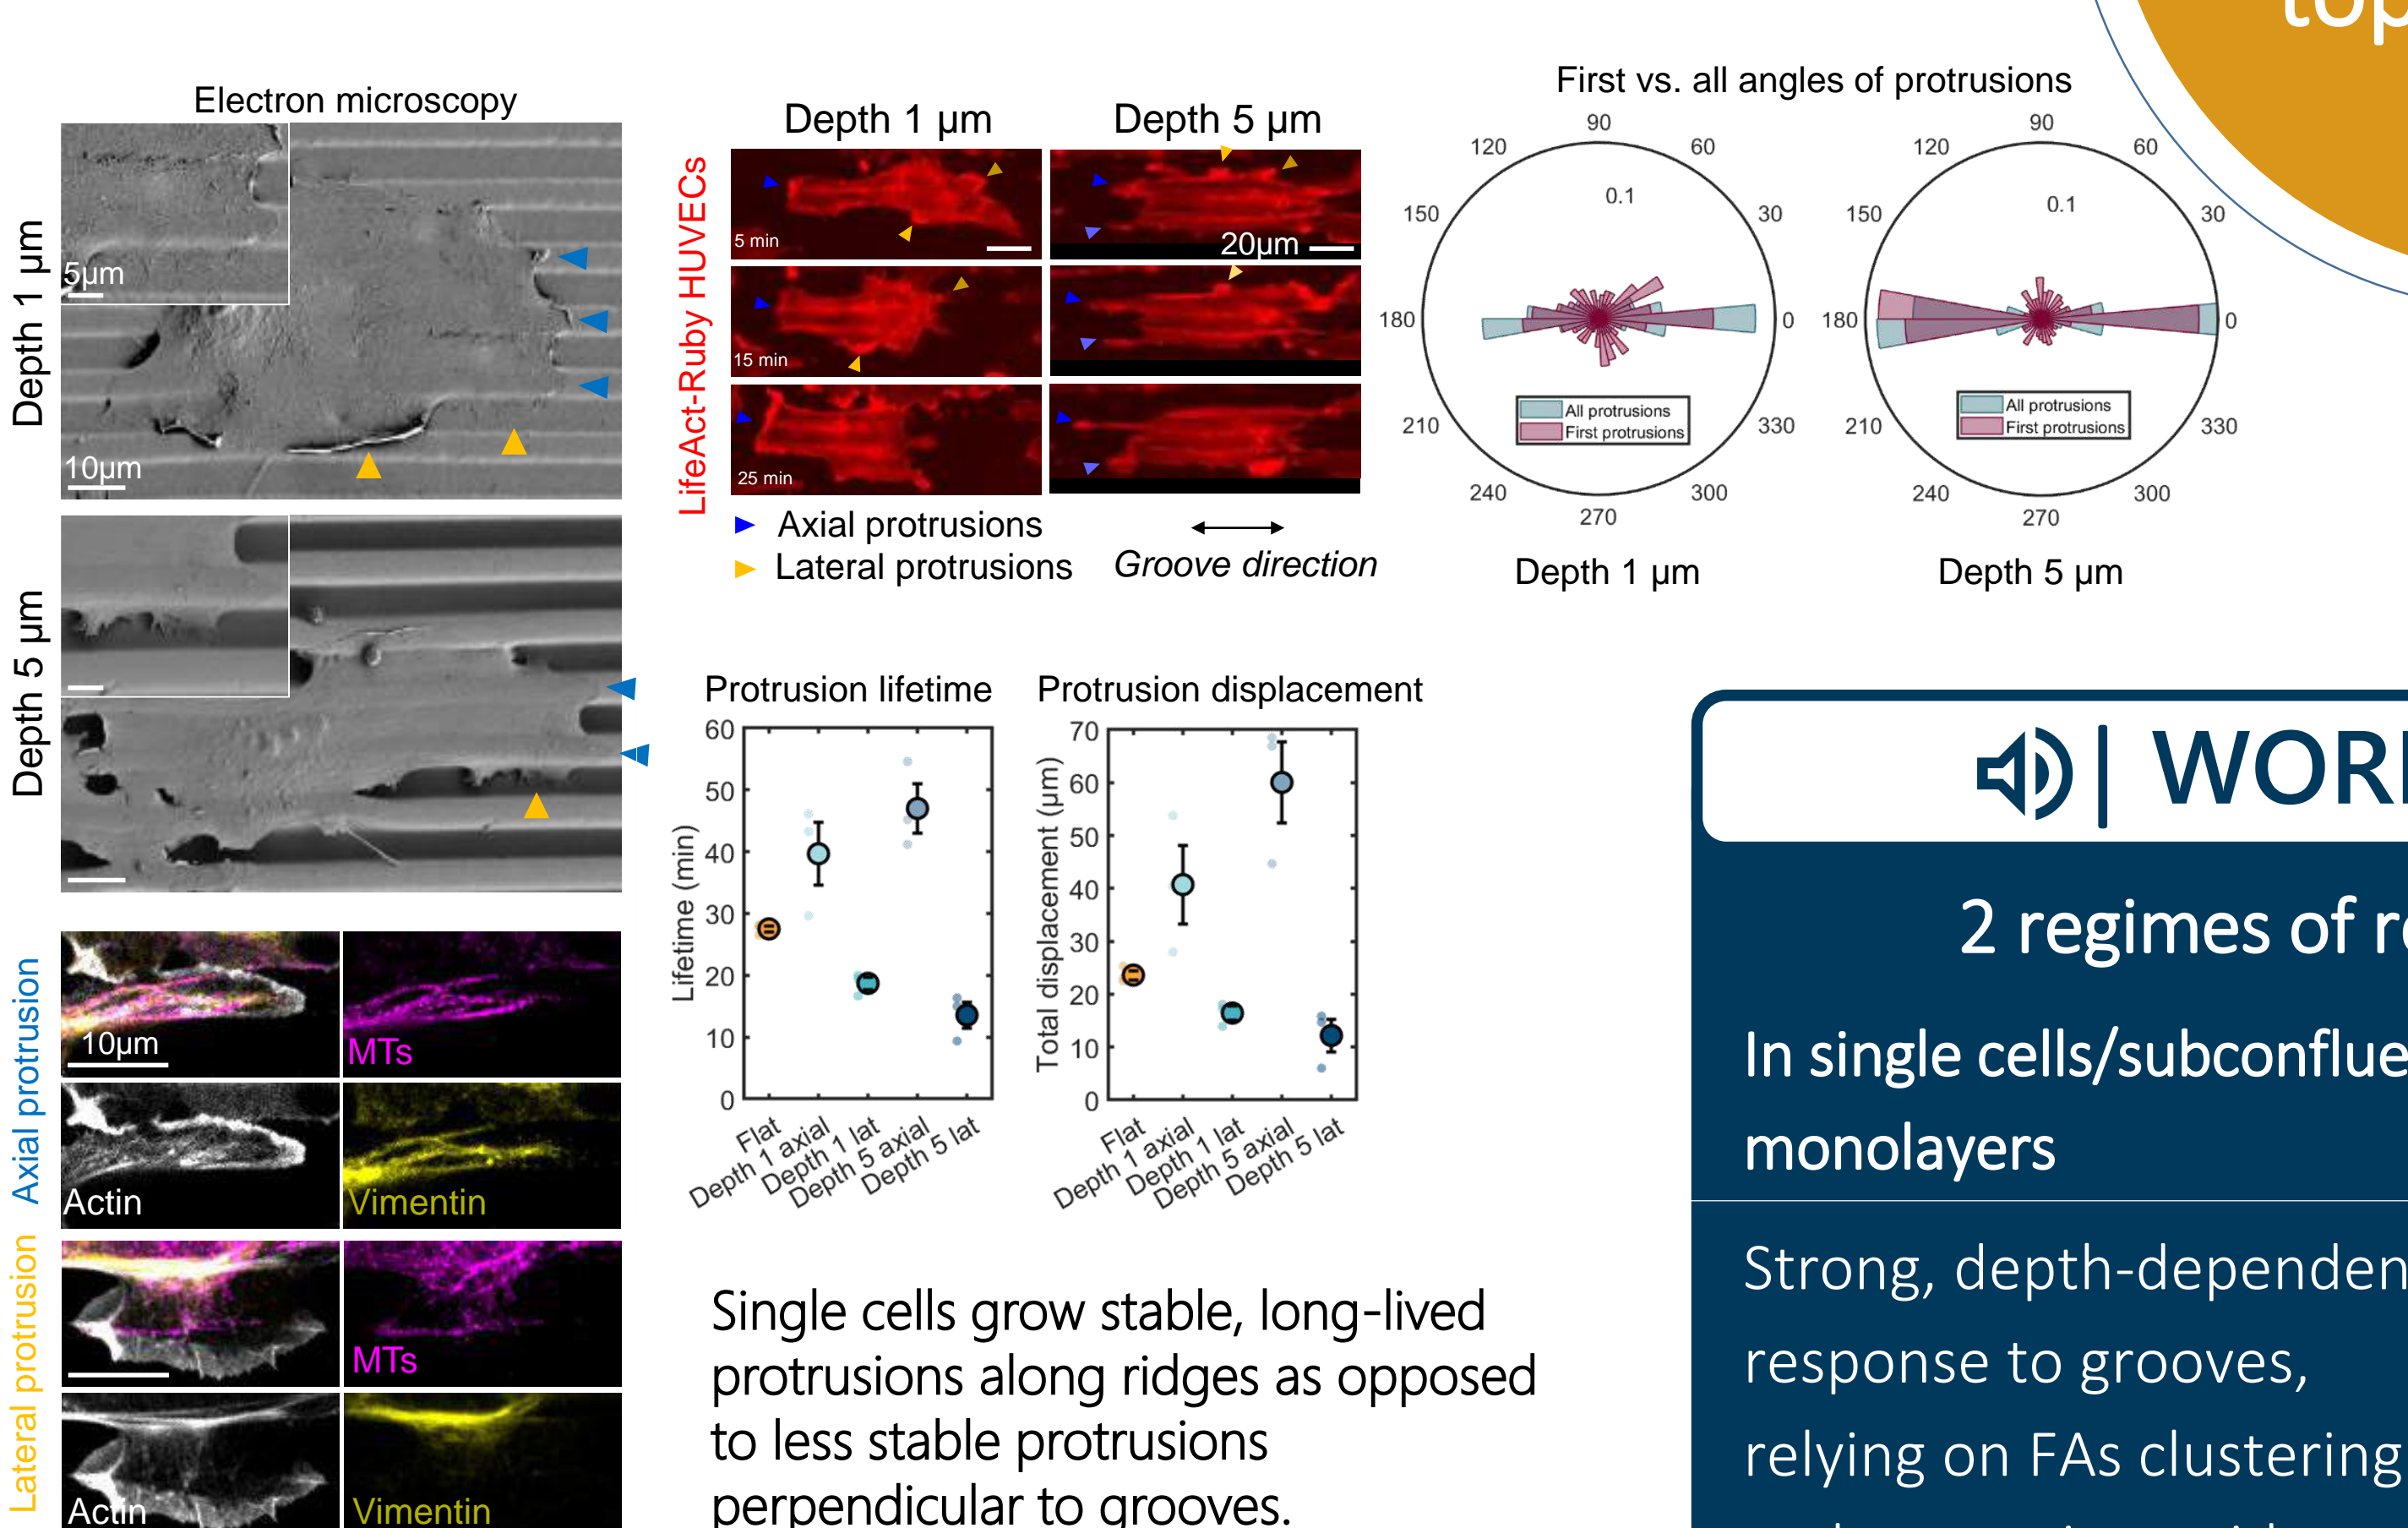 top
Electron microscopy
Depth 1 µm
5µm
10µm
Depth 5 µm
Axial protrusion
10µm
MTs
Actin
Vimentin
Lateral protrusion
MTs
Actin
Vimentin
LifeAct-Ruby HUVECs
Depth 1 µm
Depth 5 µm
5 min
20µm
15 min
25 min
Axial protrusions
Lateral protrusions
Groove direction
First vs. all angles of protrusions
90
120
60
0.1
150
30
180
0
All protrusions
First protrusions
210
330
240
300
270
Depth 1 µm
90
120
60
0.1
150
30
180
0
All protrusions
First protrusions
210
330
240
300
270
Depth 5 µm
Protrusion lifetime
Lifetime (min)
60
50
40
30
20
10
0
Flat
Depth 1 axial
Depth 1 lat
Depth 5 axial
Depth 5 lat
Protrusion displacement
Total displacement (µm)
70
60
50
40
30
20
10
0
Flat
Depth 1 axial
Depth 1 lat
Depth 5 axial
Depth 5 lat
Single cells grow stable, long-lived
protrusions along ridges as opposed
to less stable protrusions
perpendicular to grooves.
WOR
2 regimes of r
In single cells/subconflue
monolayers
Strong, depth-dependen
response to grooves,
relying on FAs clustering